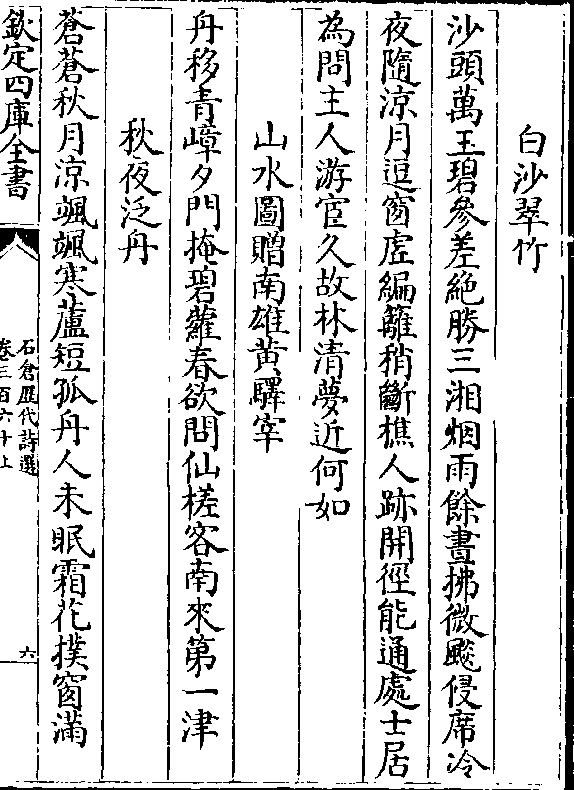 白沙翠竹
沙頭萬玉碧參差絶勝三湘烟雨餘晝拂微颸侵席冷
夜隨涼月逗窗虚編籬稍斷樵人跡開徑能通處士居
為問主人游宦久故林清夢近何如
山水圖贈南雄黄驛宰
舟移青嶂夕門掩碧蘿春欲問仙槎客南來第一津
秋夜泛舟
蒼蒼秋月凉颯颯寒蘆短孤舟人未眠霜花撲窗滿
欽定四庫全書
石倉歴代詩選
卷三百六十上
六